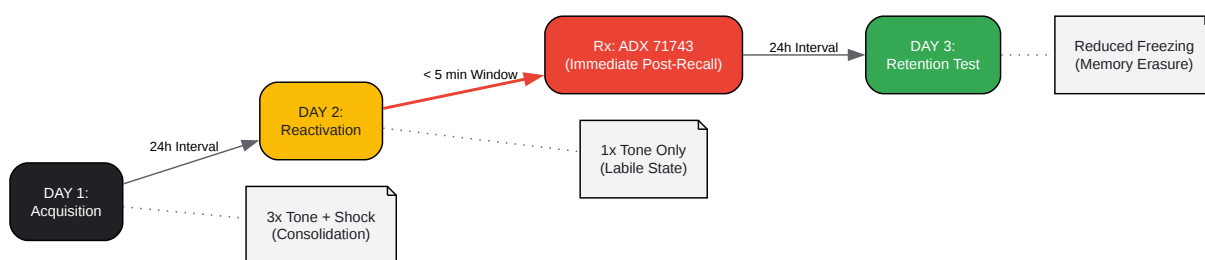 DAY 1:
Acquisition
24h Interval
3x Tone + Shock
(Consolidation)
DAY 2:
Reactivation
< 5 min Window
1x Tone Only
(Labile State)
Rx: ADX 71743
(Immediate Post-Recall)
24h Interval
DAY 3:
Retention Test
Reduced Freezing
(Memory Erasure)